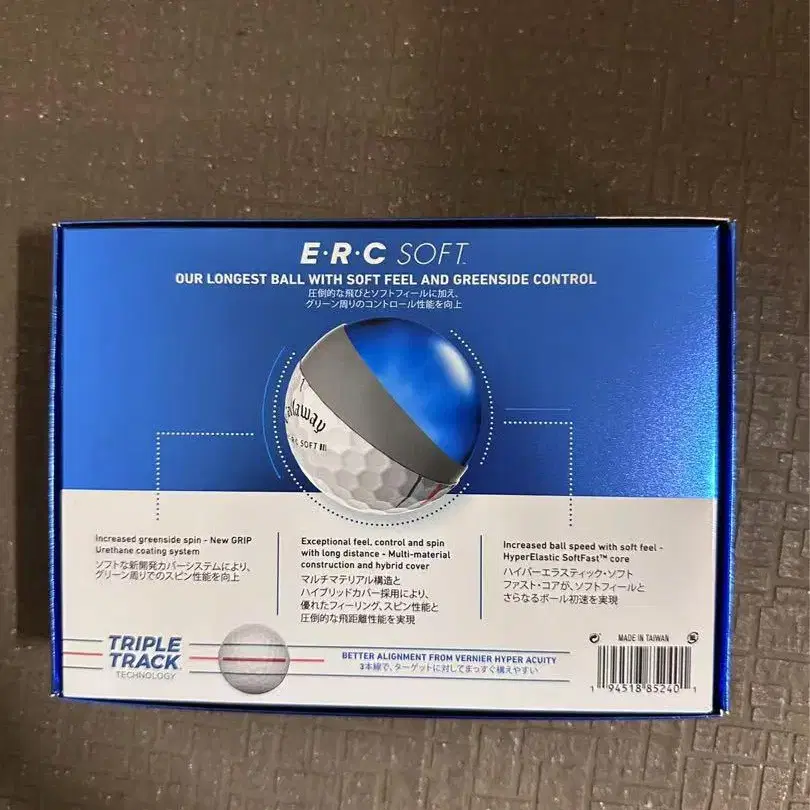 E·R·C SOFT™
OUR LONGEST BALL WITH SOFT FEEL AND GREENSIDE CONTROL
圧倒的な飛びとソフトフィールに加え、
グリーン周りのコントロール性能を向上
Callaway
E·R·C SOFT
Increased greenside spin - New GRIP
Urethane coating system
ソフトな新開発カバーシステムにより、
グリーン周りでのスピン性能を向上
Exceptional feel, control and spin
with long distance - Multi-material
construction and hybrid cover
マルチマテリアル構造と
ハイブリッドカバー採用により、
優れたフィーリング、スピン性能と
圧倒的な飛距離性能を実現
Increased ball speed with soft feel -
HyperElastic SoftFast™ core
ハイパーエラスティック・ソフト
ファスト・コアが、ソフトフィールと
さらなるボール初速を実現
TRIPLE
TRACK
TECHNOLOGY
BETTER ALIGNMENT FROM VERNIER HYPER ACUITY
3本線で、ターゲットに対してまっすぐ構えやすい
MADE IN TAIWAN
1 94518 85240 1